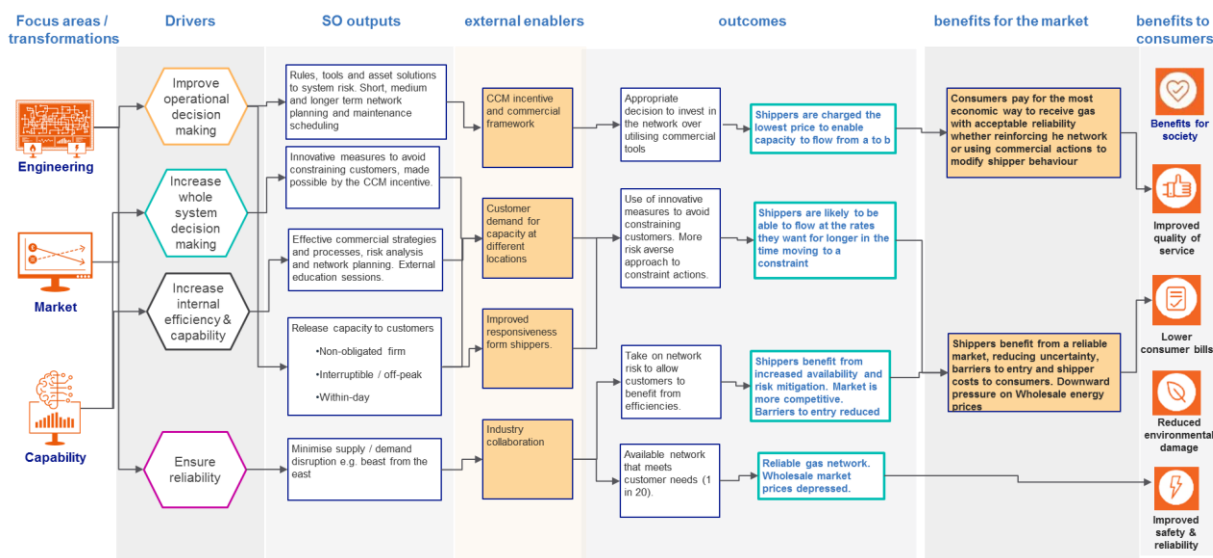 Focus areas
/ transformations
Drivers
SO outputs
external enablers
outcomes
benefits for the market
benefits to
consumers
Engineering
Market
Capability
Improve
operational
decision
making
Increase
whole
system
decision
making
Increase
internal
efficiency &
capability
Ensure
reliability
Rules, tools and asset solutions
to system risk. Short, medium
and longer term network
planning and maintenance
scheduling
Innovative measures to avoid
constraining customers, made
possible by the CCM incentive.
Effective commercial strategies
and processes, risk analysis
and network planning. External
education sessions.
Release capacity to customers
•Non-obligated firm
•Interruptible / off-peak
•Within-day
Minimise supply / demand
disruption e.g. beast from the
east
CCM incentive
and commercial
framework
Customer
demand for
capacity at
different
locations
Improved
responsiveness
form shippers.
Industry
collaboration
Appropriate
decision to invest in
the network over
utilising commercial
tools
Use of innovative
measures to avoid
constraining
customers. More
risk averse
approach to
constraint actions.
Take on network
risk to allow
customers to
benefit from
efficiencies.
Available network
that meets
customer needs (1
in 20).
Shippers are charged the
lowest price to enable
capacity to flow from a to b
Shippers are likely to be
able to flow at the rates
they want for longer in the
time moving to a
constraint
Shippers benefit from
increased availability and
risk mitigation. Market is
more competitive.
Barriers to entry reduced
Reliable gas network.
Wholesale market
prices depressed.
Consumers pay for the most
economic way to receive gas
with acceptable reliability
whether reinforcing he network
or using commercial actions to
modify shipper behaviour
Shippers benefit from a reliable
market, reducing uncertainty,
barriers to entry and shipper
costs to consumers. Downward
pressure on Wholesale energy
prices
Benefits for
society
Improved
quality of
service
Lower
consumer bills
Reduced
environmental
damage
Improved
safety &
reliability